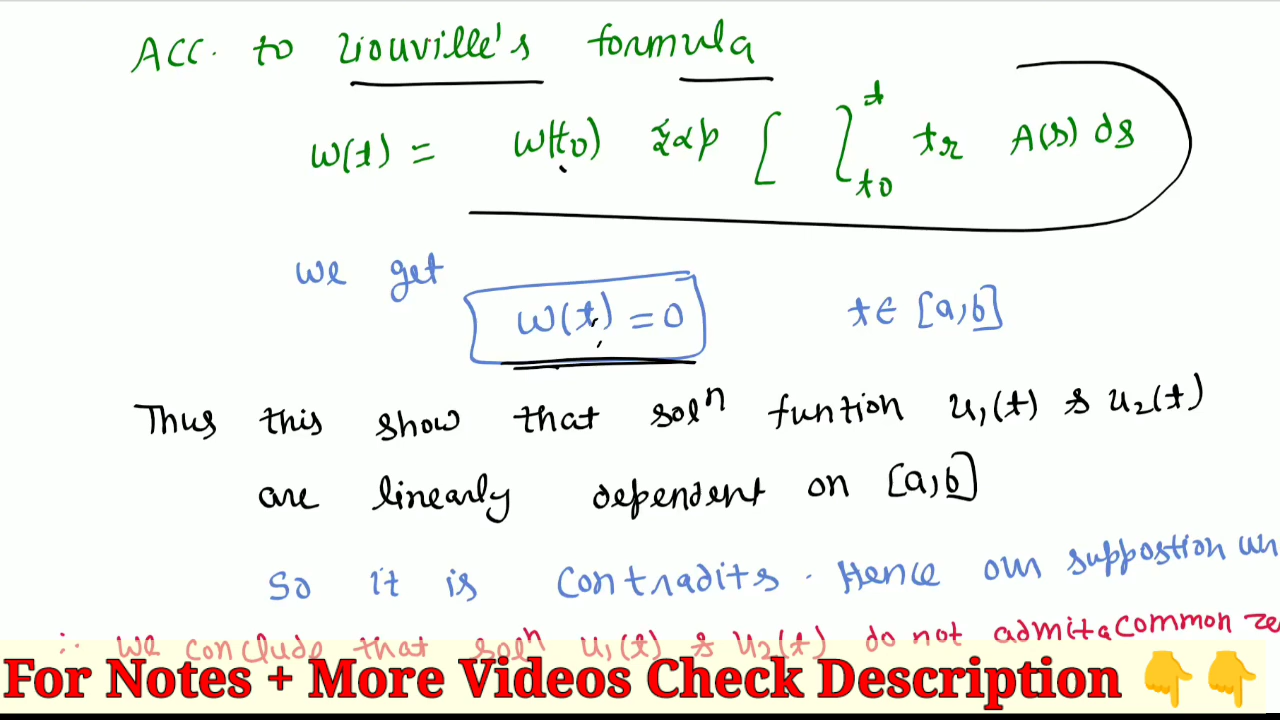 ACC. to Liouville's formula
W(t) = W(t0) Exp [ ∫_{t0}^{t} tr A(s) ds
we get
W(t) = 0 t ∈ [a,b]
Thus this show that solⁿ funtion u₁(t) & u₂(t)
are linearly dependent on [a,b]
So it is Contradits. Hence our suppostion
∴ we conclude that solⁿ u₁(t) & u₂(t) do not admit a common ze
For Notes + More Videos Check Description 👇👇